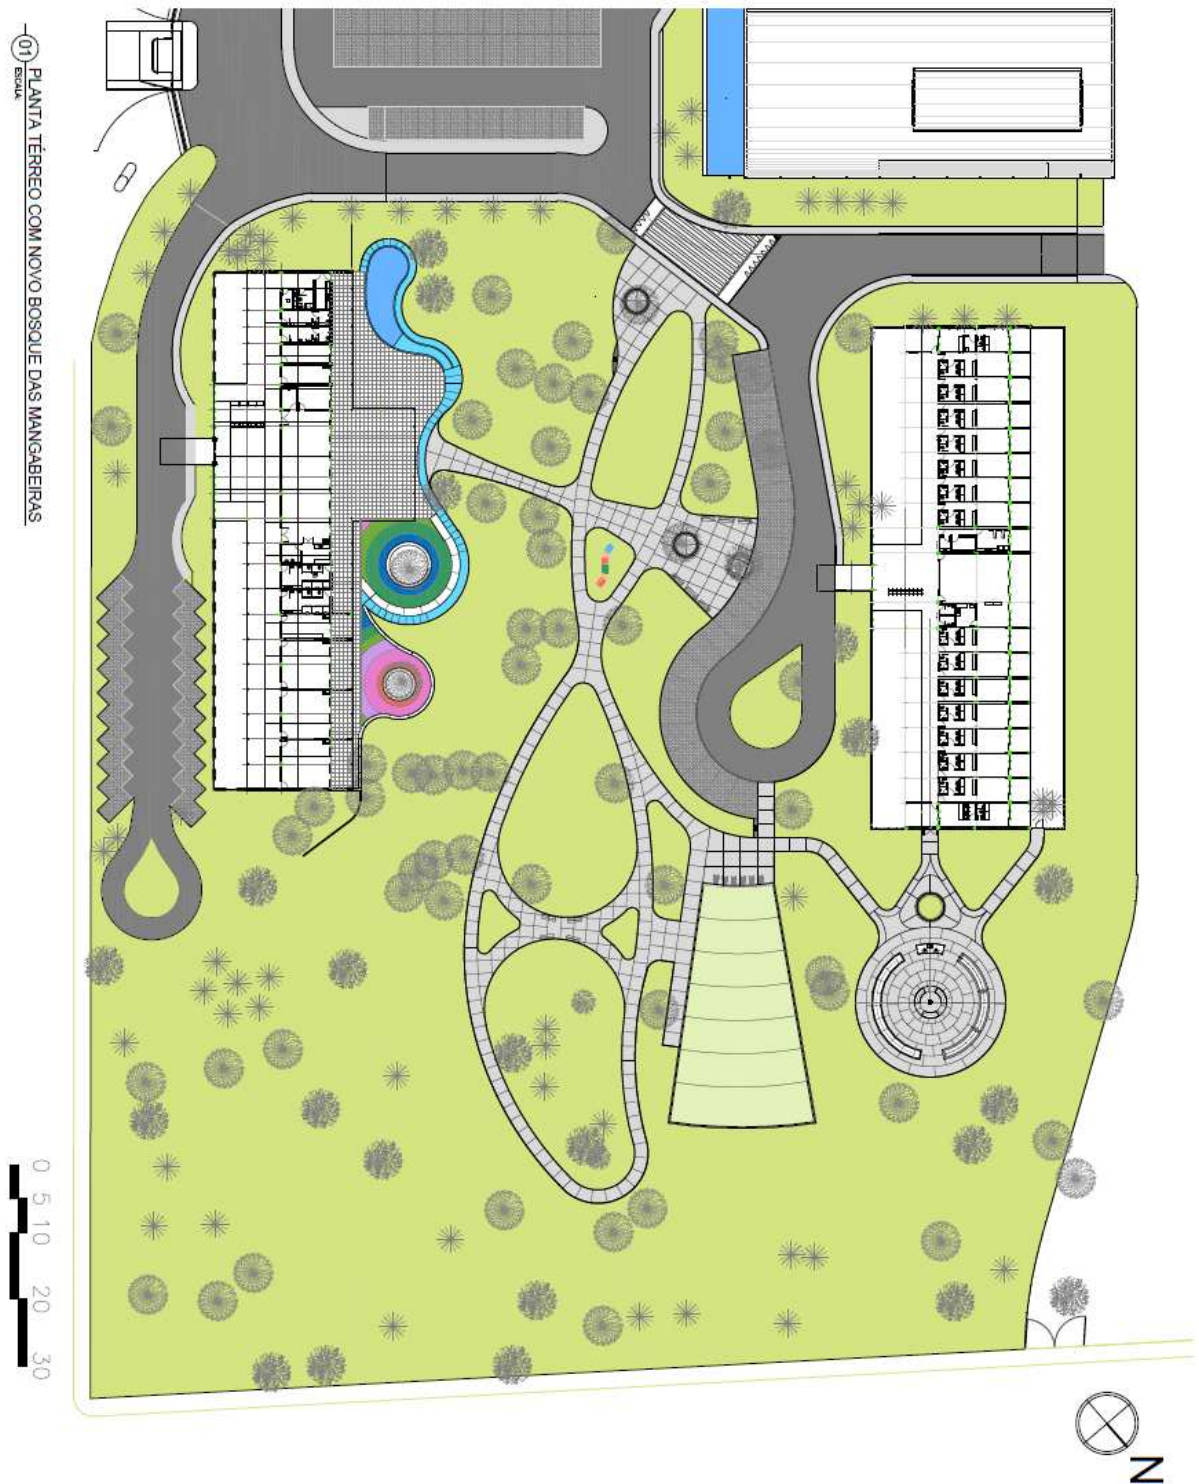 01
PLANTA TÉRREO COM NOVO BOSQUE DAS MANGABEIRAS
ESCALA:
0 5 10 20 30
N